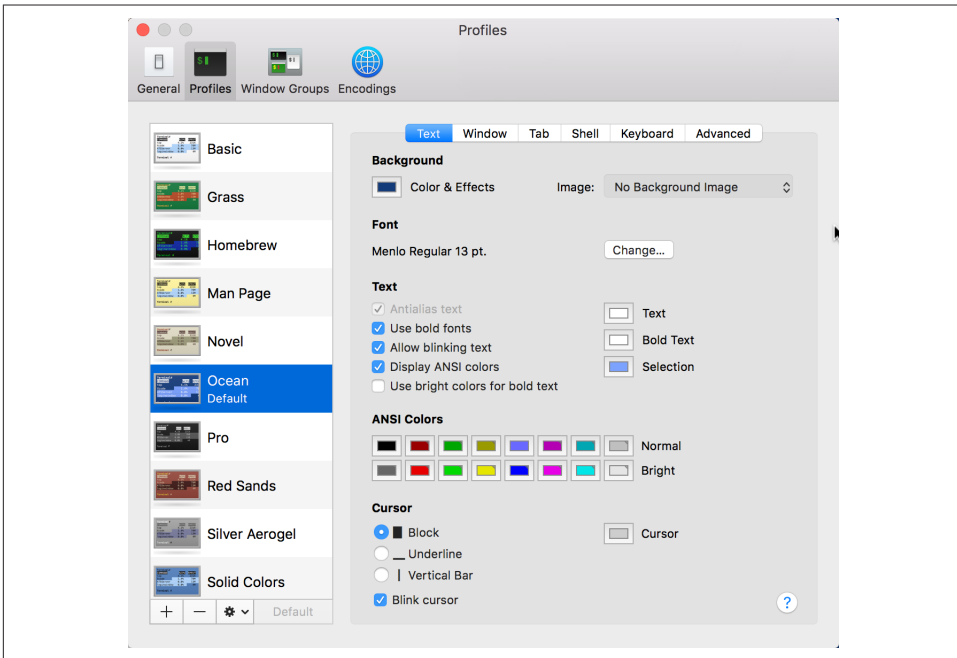 Profiles
General Profiles Window Groups Encodings
Text Window Tab Shell Keyboard Advanced
Basic
Grass
Homebrew
Man Page
Novel
Ocean
Default
Pro
Red Sands
Silver Aerogel
Solid Colors
+ − Default
Background
Color & Effects Image: No Background Image
Font
Menlo Regular 13 pt. Change...
Text
Antialias text Text
Use bold fonts
Allow blinking text Bold Text
Display ANSI colors Selection
Use bright colors for bold text
ANSI Colors
Normal
Bright
Cursor
Block Cursor
Underline
Vertical Bar
Blink cursor
?